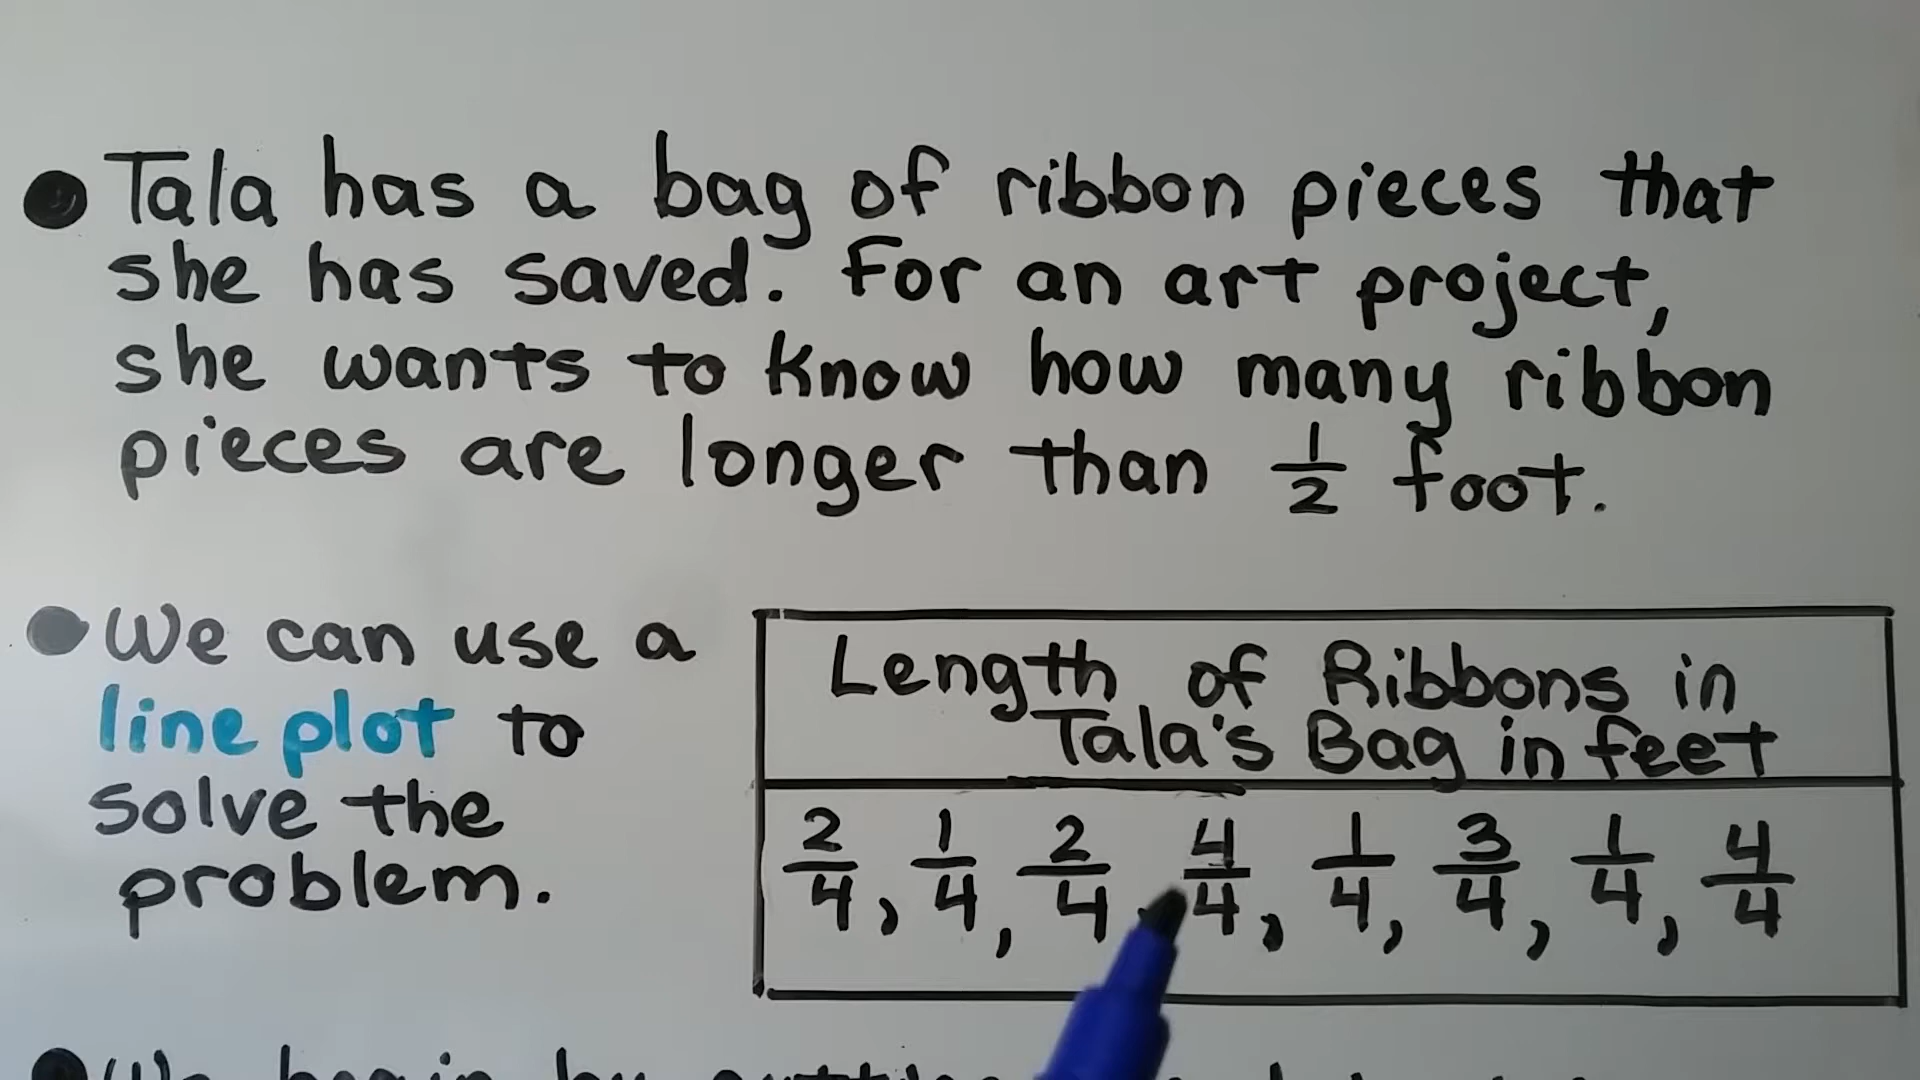 Tala has a bag of ribbon pieces that
she has saved. For an art project,
she wants to know how many ribbon
pieces are longer than 1/2 foot.
We can use a
line plot to
solve the
problem.
Length of Ribbons in
Tala's Bag in feet
2/4, 1/4, 2/4, 4/4, 1/4, 3/4, 1/4, 4/4
We begin by